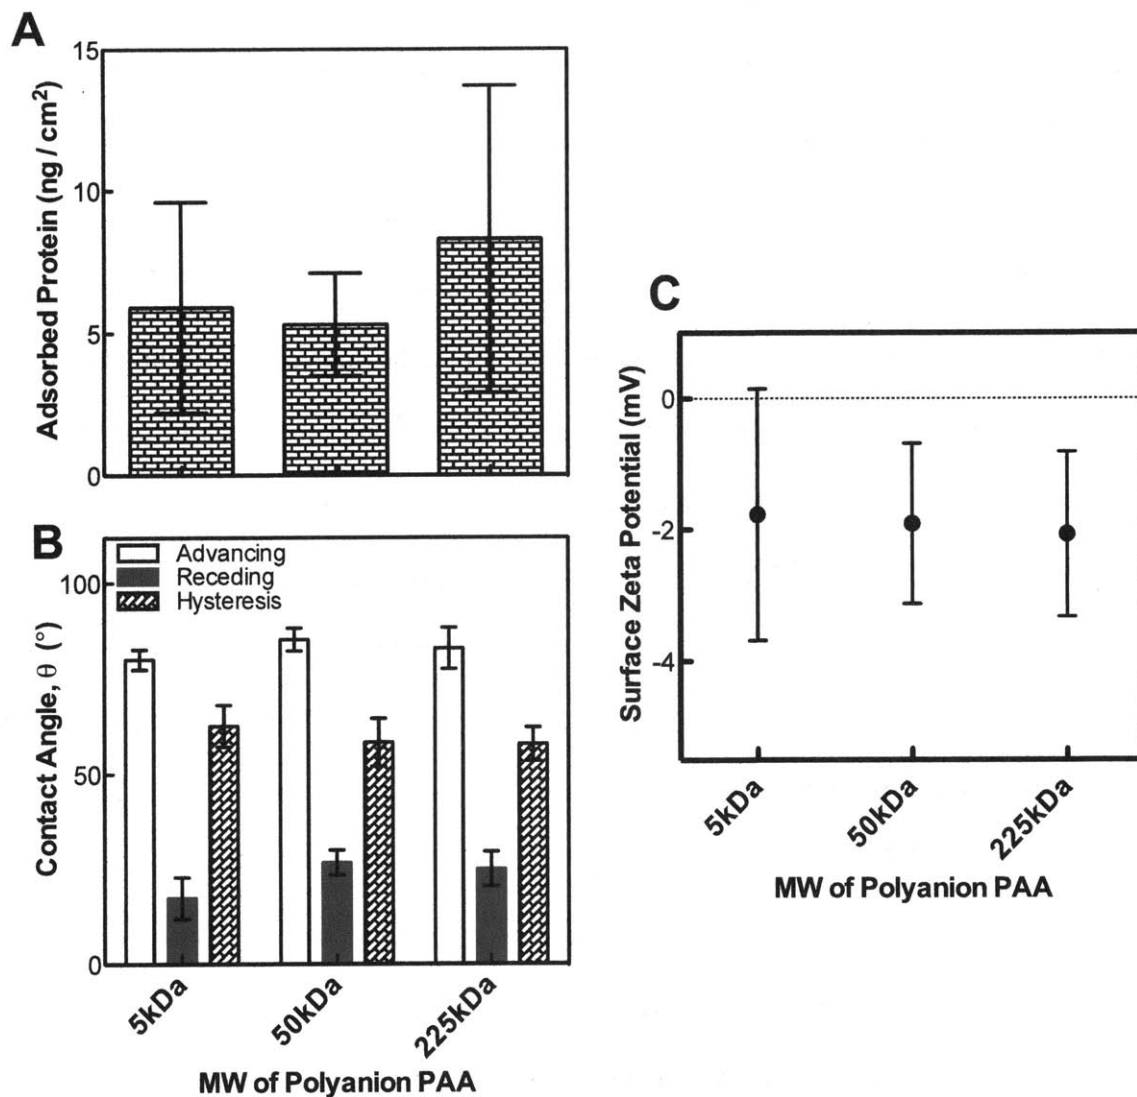 A
15
10
5
0
Adsorbed Protein (ng / cm²)
B
Advancing
Receding
Hysteresis
100
50
0
Contact Angle, θ (°)
5kDa
50kDa
225kDa
MW of Polyanion PAA
C
0
-2
-4
Surface Zeta Potential (mV)
5kDa
50kDa
225kDa
MW of Polyanion PAA